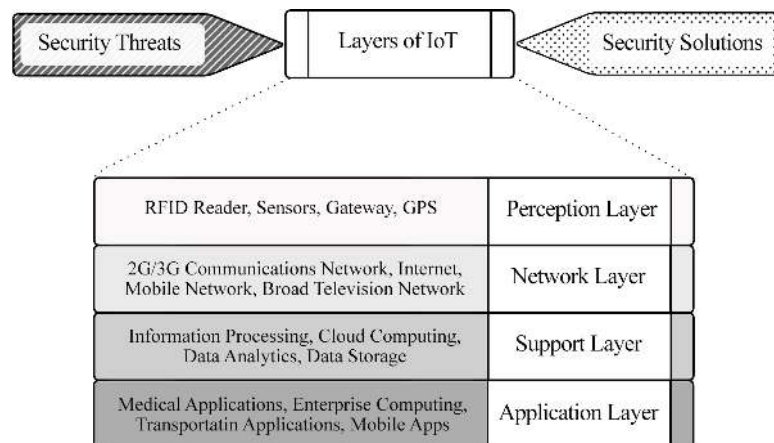 Security Threats
Layers of IoT
Security Solutions
RFID Reader, Sensors, Gateway, GPS
Perception Layer
2G/3G Communications Network, Internet,
Mobile Network, Broad Television Network
Network Layer
Information Processing, Cloud Computing,
Data Analytics, Data Storage
Support Layer
Medical Applications, Enterprise Computing,
Transportatin Applications, Mobile Apps
Application Layer